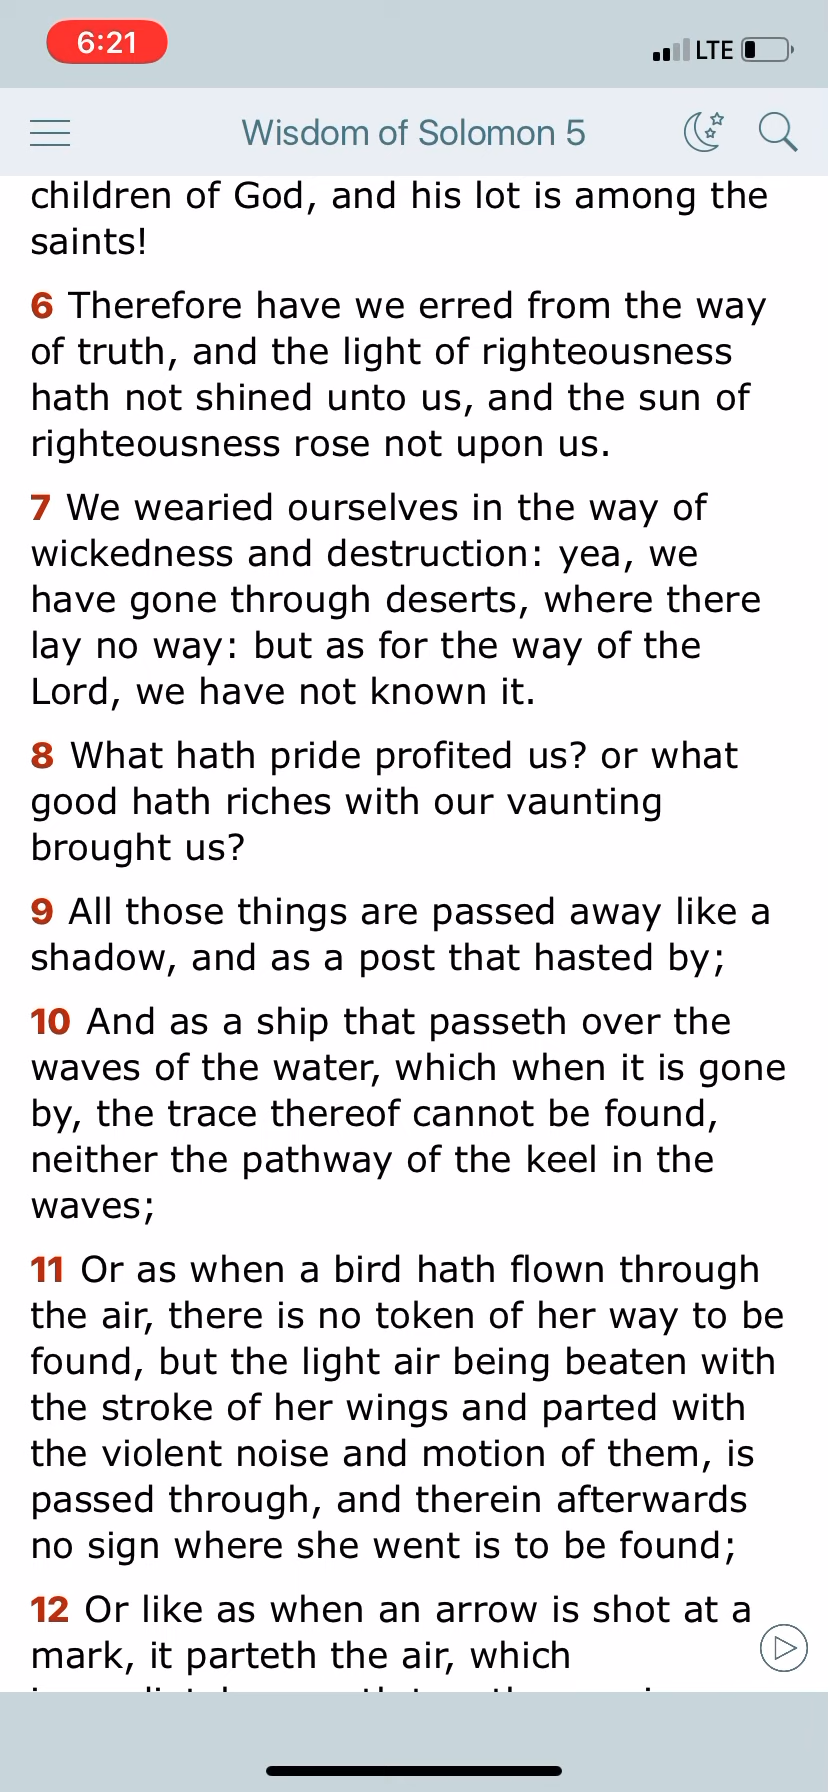 6:21
LTE
Wisdom of Solomon 5
children of God, and his lot is among the
saints!
6 Therefore have we erred from the way
of truth, and the light of righteousness
hath not shined unto us, and the sun of
righteousness rose not upon us.
7 We wearied ourselves in the way of
wickedness and destruction: yea, we
have gone through deserts, where there
lay no way: but as for the way of the
Lord, we have not known it.
8 What hath pride profited us? or what
good hath riches with our vaunting
brought us?
9 All those things are passed away like a
shadow, and as a post that hasted by;
10 And as a ship that passeth over the
waves of the water, which when it is gone
by, the trace thereof cannot be found,
neither the pathway of the keel in the
waves;
11 Or as when a bird hath flown through
the air, there is no token of her way to be
found, but the light air being beaten with
the stroke of her wings and parted with
the violent noise and motion of them, is
passed through, and therein afterwards
no sign where she went is to be found;
12 Or like as when an arrow is shot at a
mark, it parteth the air, which